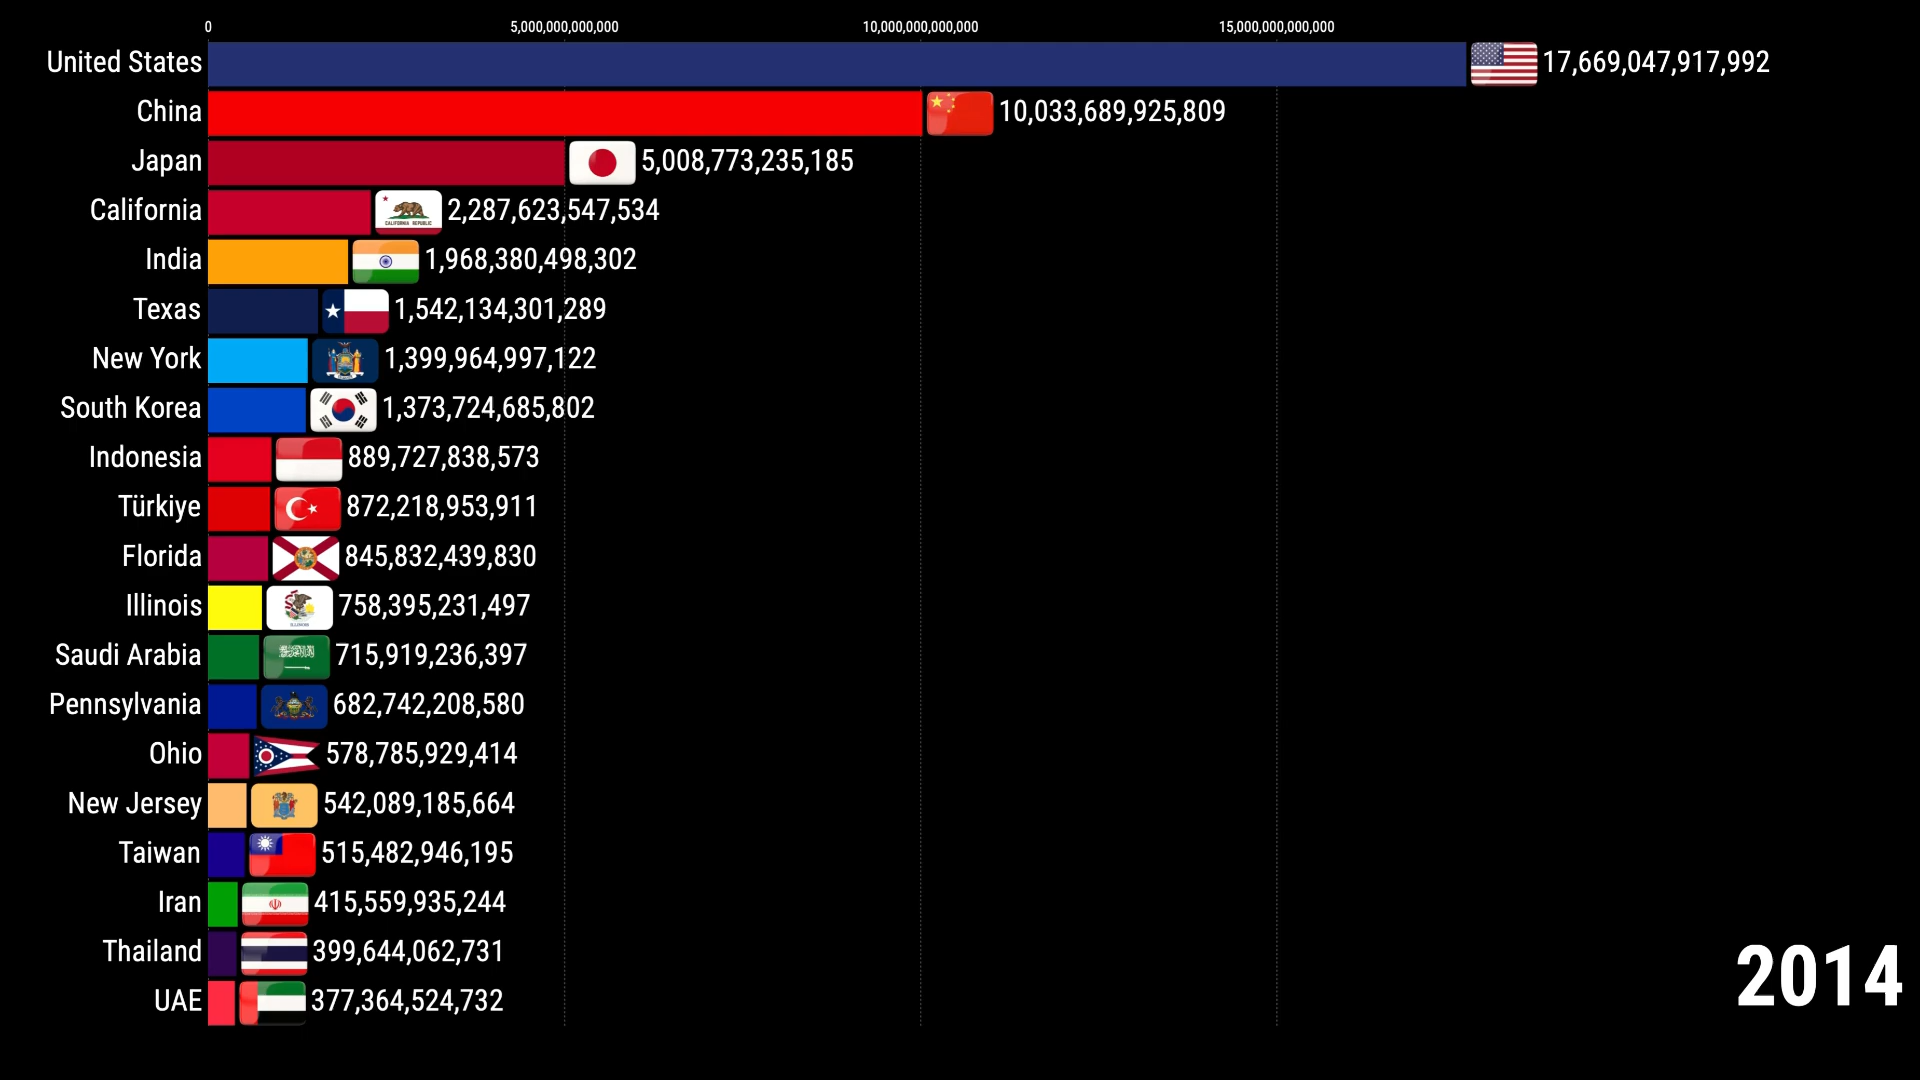 0 5,000,000,000,000 10,000,000,000,000 15,000,000,000,000
United States 17,669,047,917,992
China 10,033,689,925,809
Japan 5,008,773,235,185
California CALIFORNIA REPUBLIC 2,287,623,547,534
India 1,968,380,498,302
Texas 1,542,134,301,289
New York 1,399,964,997,122
South Korea 1,373,724,685,802
Indonesia 889,727,838,573
Türkiye 872,218,953,911
Florida 845,832,439,830
Illinois ILLINOIS 758,395,231,497
Saudi Arabia 715,919,236,397
Pennsylvania 682,742,208,580
Ohio 578,785,929,414
New Jersey 542,089,185,664
Taiwan 515,482,946,195
Iran 415,559,935,244
Thailand 399,644,062,731
UAE 377,364,524,732
2014